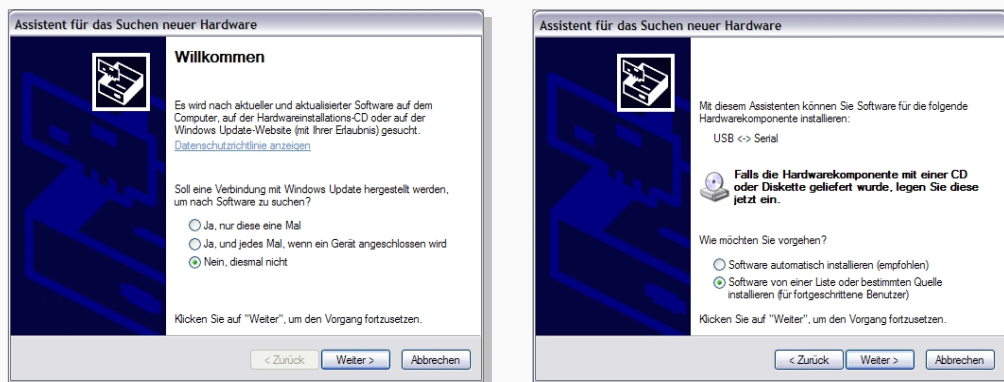 Assistent für das Suchen neuer Hardware
Willkommen
Es wird nach aktueller und aktualisierter Software auf dem
Computer, auf der Hardwareinstallations-CD oder auf der
Windows Update-Website (mit Ihrer Erlaubnis) gesucht.
Datenschutzrichtlinie anzeigen
Soll eine Verbindung mit Windows Update hergestellt werden,
um nach Software zu suchen?
Ja, nur diese eine Mal
Ja, und jedes Mal, wenn ein Gerät angeschlossen wird
Nein, diesmal nicht
Klicken Sie auf "Weiter", um den Vorgang fortzusetzen.
< Zurück
Weiter >
Abbrechen
Assistent für das Suchen neuer Hardware
Mit diesem Assistenten können Sie Software für die folgende
Hardwarekomponente installieren:
USB <-> Serial
Falls die Hardwarekomponente mit einer CD
oder Diskette geliefert wurde, legen Sie diese
jetzt ein.
Wie möchten Sie vorgehen?
Software automatisch installieren (empfohlen)
Software von einer Liste oder bestimmten Quelle
installieren (für fortgeschrittene Benutzer)
Klicken Sie auf "Weiter", um den Vorgang fortzusetzen.
< Zurück
Weiter >
Abbrechen